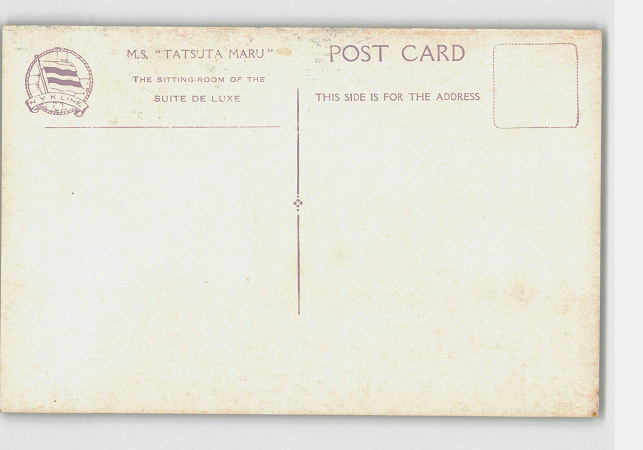 M.S. "TATSUTA MARU"
THE SITTING-ROOM OF THE
SUITE DE LUXE.
N.Y.K. LINE
POST CARD
THIS SIDE IS FOR THE ADDRESS